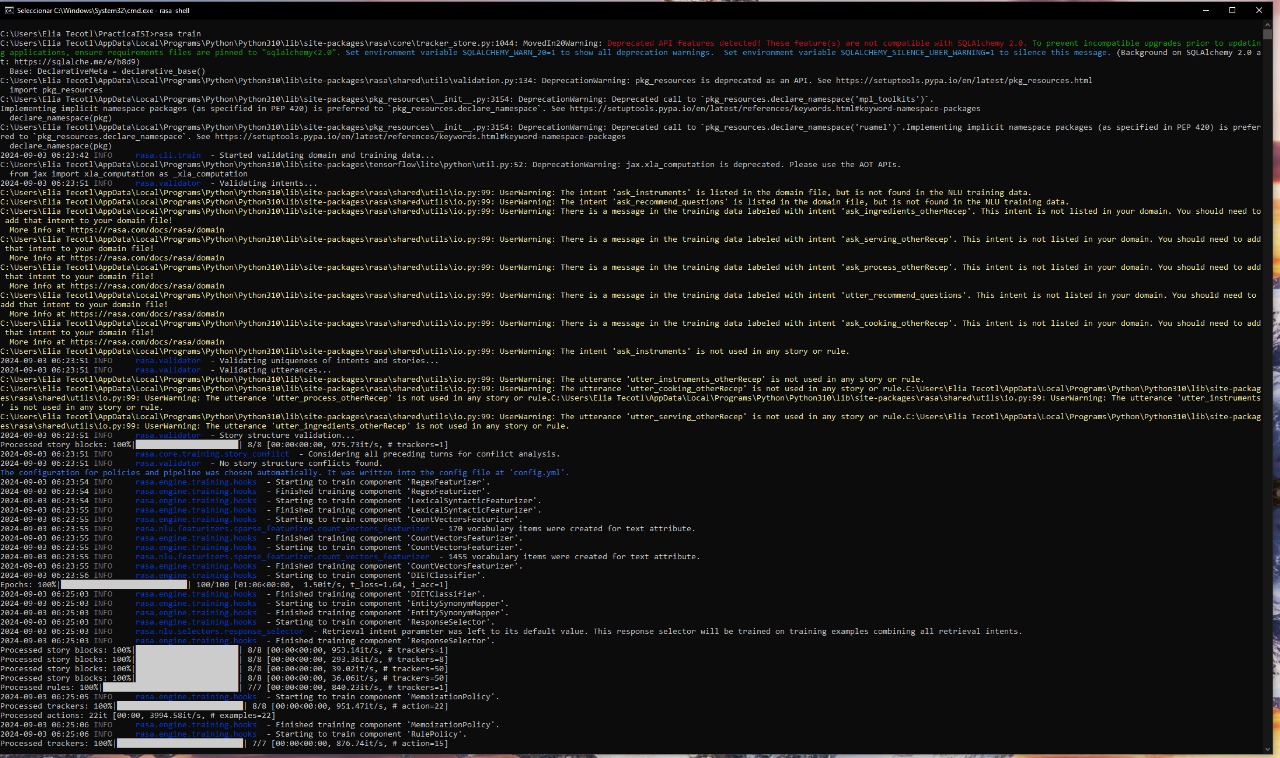 Seleccionar C:\Windows\System32\cmd.exe - rasa shell
C:\Users\Elia Tecotl\PracticaISI>rasa train
C:\Users\Elia Tecotl\AppData\Local\Programs\Python\Python310\lib\site-packages\rasa\core\tracker_store.py:1044: MovedIn20Warning: Deprecated API features detected! These feature(s) are not compatible with SQLAlchemy 2.0. To prevent incompatible upgrades prior to updatin
g applications, ensure requirements files are pinned to "sqlalchemy<2.0". Set environment variable SQLALCHEMY_WARN_20=1 to show all deprecation warnings.  Set environment variable SQLALCHEMY_SILENCE_UBER_WARNING=1 to silence this message. (Background on SQLAlchemy 2.0 a
t: https://sqlalche.me/e/b8d9)
  Base: DeclarativeMeta = declarative_base()
C:\Users\Elia Tecotl\AppData\Local\Programs\Python\Python310\lib\site-packages\rasa\shared\utils\validation.py:134: DeprecationWarning: pkg_resources is deprecated as an API. See https://setuptools.pypa.io/en/latest/pkg_resources.html
  import pkg_resources
C:\Users\Elia Tecotl\AppData\Local\Programs\Python\Python310\lib\site-packages\pkg_resources\__init__.py:3154: DeprecationWarning: Deprecated call to `pkg_resources.declare_namespace('mpl_toolkits')`.
Implementing implicit namespace packages (as specified in PEP 420) is preferred to `pkg_resources.declare_namespace`. See https://setuptools.pypa.io/en/latest/references/keywords.html#keyword-namespace-packages
  declare_namespace(pkg)
C:\Users\Elia Tecotl\AppData\Local\Programs\Python\Python310\lib\site-packages\pkg_resources\__init__.py:3154: DeprecationWarning: Deprecated call to `pkg_resources.declare_namespace('ruamel')`.Implementing implicit namespace packages (as specified in PEP 420) is prefer
red to `pkg_resources.declare_namespace`. See https://setuptools.pypa.io/en/latest/references/keywords.html#keyword-namespace-packages
  declare_namespace(pkg)
2024-09-03 06:23:42 INFO     rasa.cli.train  - Started validating domain and training data...
C:\Users\Elia Tecotl\AppData\Local\Programs\Python\Python310\lib\site-packages\tensorflow\lite\python\util.py:52: DeprecationWarning: jax.xla_computation is deprecated. Please use the AOT APIs.
  from jax import xla_computation as _xla_computation
2024-09-03 06:23:51 INFO     rasa.validator  - Validating intents...
C:\Users\Elia Tecotl\AppData\Local\Programs\Python\Python310\lib\site-packages\rasa\shared\utils\io.py:99: UserWarning: The intent 'ask_instruments' is listed in the domain file, but is not found in the NLU training data.
C:\Users\Elia Tecotl\AppData\Local\Programs\Python\Python310\lib\site-packages\rasa\shared\utils\io.py:99: UserWarning: The intent 'ask_recommend_questions' is listed in the domain file, but is not found in the NLU training data.
C:\Users\Elia Tecotl\AppData\Local\Programs\Python\Python310\lib\site-packages\rasa\shared\utils\io.py:99: UserWarning: There is a message in the training data labeled with intent 'ask_ingredients_otherRecep'. This intent is not listed in your domain. You should need to
 add that intent to your domain file!
  More info at https://rasa.com/docs/rasa/domain
C:\Users\Elia Tecotl\AppData\Local\Programs\Python\Python310\lib\site-packages\rasa\shared\utils\io.py:99: UserWarning: There is a message in the training data labeled with intent 'ask_serving_otherRecep'. This intent is not listed in your domain. You should need to add
 that intent to your domain file!
  More info at https://rasa.com/docs/rasa/domain
C:\Users\Elia Tecotl\AppData\Local\Programs\Python\Python310\lib\site-packages\rasa\shared\utils\io.py:99: UserWarning: There is a message in the training data labeled with intent 'ask_process_otherRecep'. This intent is not listed in your domain. You should need to add
 that intent to your domain file!
  More info at https://rasa.com/docs/rasa/domain
C:\Users\Elia Tecotl\AppData\Local\Programs\Python\Python310\lib\site-packages\rasa\shared\utils\io.py:99: UserWarning: There is a message in the training data labeled with intent 'utter_recommend_questions'. This intent is not listed in your domain. You should need to
add that intent to your domain file!
  More info at https://rasa.com/docs/rasa/domain
C:\Users\Elia Tecotl\AppData\Local\Programs\Python\Python310\lib\site-packages\rasa\shared\utils\io.py:99: UserWarning: There is a message in the training data labeled with intent 'ask_cooking_otherRecep'. This intent is not listed in your domain. You should need to add
 that intent to your domain file!
  More info at https://rasa.com/docs/rasa/domain
C:\Users\Elia Tecotl\AppData\Local\Programs\Python\Python310\lib\site-packages\rasa\shared\utils\io.py:99: UserWarning: The intent 'ask_instruments' is not used in any story or rule.
2024-09-03 06:23:51 INFO     rasa.validator  - Validating uniqueness of intents and stories...
2024-09-03 06:23:51 INFO     rasa.validator  - Validating utterances...
C:\Users\Elia Tecotl\AppData\Local\Programs\Python\Python310\lib\site-packages\rasa\shared\utils\io.py:99: UserWarning: The utterance 'utter_instruments_otherRecep' is not used in any story or rule.
C:\Users\Elia Tecotl\AppData\Local\Programs\Python\Python310\lib\site-packages\rasa\shared\utils\io.py:99: UserWarning: The utterance 'utter_cooking_otherRecep' is not used in any story or rule.C:\Users\Elia Tecotl\AppData\Local\Programs\Python\Python310\lib\site-packag
es\rasa\shared\utils\io.py:99: UserWarning: The utterance 'utter_process_otherRecep' is not used in any story or rule.C:\Users\Elia Tecotl\AppData\Local\Programs\Python\Python310\lib\site-packages\rasa\shared\utils\io.py:99: UserWarning: The utterance 'utter_instruments
' is not used in any story or rule.
C:\Users\Elia Tecotl\AppData\Local\Programs\Python\Python310\lib\site-packages\rasa\shared\utils\io.py:99: UserWarning: The utterance 'utter_serving_otherRecep' is not used in any story or rule.C:\Users\Elia Tecotl\AppData\Local\Programs\Python\Python310\lib\site-packag
es\rasa\shared\utils\io.py:99: UserWarning: The utterance 'utter_ingredients_otherRecep' is not used in any story or rule.
2024-09-03 06:23:51 INFO     rasa.validator  - Story structure validation...
Processed story blocks: 100%| | 8/8 [00:00<00:00, 975.73it/s, # trackers=1]
2024-09-03 06:23:51 INFO     rasa.core.training.story_conflict  - Considering all preceding turns for conflict analysis.
2024-09-03 06:23:51 INFO     rasa.validator  - No story structure conflicts found.
The configuration for policies and pipeline was chosen automatically. It was written into the config file at 'config.yml'.
2024-09-03 06:23:54 INFO     rasa.engine.training.hooks  - Starting to train component 'RegexFeaturizer'.
2024-09-03 06:23:54 INFO     rasa.engine.training.hooks  - Finished training component 'RegexFeaturizer'.
2024-09-03 06:23:54 INFO     rasa.engine.training.hooks  - Starting to train component 'LexicalSyntacticFeaturizer'.
2024-09-03 06:23:55 INFO     rasa.engine.training.hooks  - Finished training component 'LexicalSyntacticFeaturizer'.
2024-09-03 06:23:55 INFO     rasa.engine.training.hooks  - Starting to train component 'CountVectorsFeaturizer'.
2024-09-03 06:23:55 INFO     rasa.nlu.featurizers.sparse_featurizer.count_vectors_featurizer  - 170 vocabulary items were created for text attribute.
2024-09-03 06:23:55 INFO     rasa.engine.training.hooks  - Finished training component 'CountVectorsFeaturizer'.
2024-09-03 06:23:55 INFO     rasa.engine.training.hooks  - Starting to train component 'CountVectorsFeaturizer'.
2024-09-03 06:23:55 INFO     rasa.nlu.featurizers.sparse_featurizer.count_vectors_featurizer  - 1455 vocabulary items were created for text attribute.
2024-09-03 06:23:55 INFO     rasa.engine.training.hooks  - Finished training component 'CountVectorsFeaturizer'.
2024-09-03 06:23:56 INFO     rasa.engine.training.hooks  - Starting to train component 'DIETClassifier'.
Epochs: 100%| | 100/100 [01:06<00:00,  1.50it/s, t_loss=1.64, i_acc=1]
2024-09-03 06:25:03 INFO     rasa.engine.training.hooks  - Finished training component 'DIETClassifier'.
2024-09-03 06:25:03 INFO     rasa.engine.training.hooks  - Starting to train component 'EntitySynonymMapper'.
2024-09-03 06:25:03 INFO     rasa.engine.training.hooks  - Finished training component 'EntitySynonymMapper'.
2024-09-03 06:25:03 INFO     rasa.engine.training.hooks  - Starting to train component 'ResponseSelector'.
2024-09-03 06:25:03 INFO     rasa.nlu.selectors.response_selector  - Retrieval intent parameter was left to its default value. This response selector will be trained on training examples combining all retrieval intents.
2024-09-03 06:25:03 INFO     rasa.engine.training.hooks  - Finished training component 'ResponseSelector'.
Processed story blocks: 100%| | 8/8 [00:00<00:00, 953.14it/s, # trackers=1]
Processed story blocks: 100%| | 8/8 [00:00<00:00, 293.36it/s, # trackers=8]
Processed story blocks: 100%| | 8/8 [00:00<00:00, 39.02it/s, # trackers=50]
Processed story blocks: 100%| | 8/8 [00:00<00:00, 36.06it/s, # trackers=50]
Processed rules: 100%| | 7/7 [00:00<00:00, 840.23it/s, # trackers=1]
2024-09-03 06:25:05 INFO     rasa.engine.training.hooks  - Starting to train component 'MemoizationPolicy'.
Processed trackers: 100%| | 8/8 [00:00<00:00, 951.47it/s, # action=22]
Processed actions: 22it [00:00, 3994.58it/s, # examples=22]
2024-09-03 06:25:06 INFO     rasa.engine.training.hooks  - Finished training component 'MemoizationPolicy'.
2024-09-03 06:25:06 INFO     rasa.engine.training.hooks  - Starting to train component 'RulePolicy'.
Processed trackers: 100%| | 7/7 [00:00<00:00, 876.74it/s, # action=15]